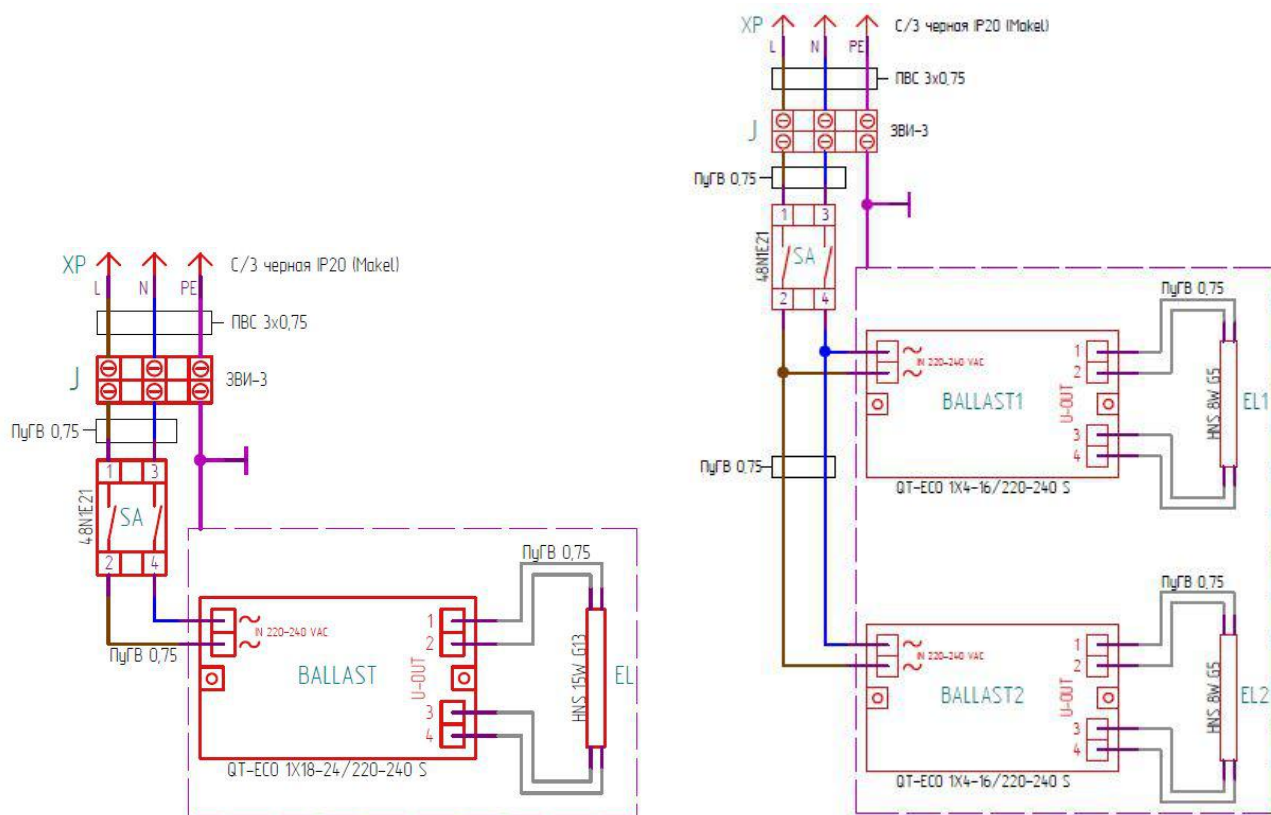 XP
L
N
PE
С/З черная IP20 (Makel)
ПВС 3х0,75
J
ЗВИ-3
ПуГВ 0,75
1
3
48N1E21
SA
2
4
ПуГВ 0,75
ПуГВ 0,75
IN 220-240 VAC
BALLAST
U-OUT
1
2
3
4
HNS 15W G13
EL
QT-ECO 1X18-24/220-240 S
XP
L
N
PE
С/З черная IP20 (Makel)
ПВС 3х0,75
J
ЗВИ-3
ПуГВ 0,75
1
3
48N1E21
SA
2
4
ПуГВ 0,75
ПуГВ 0,75
IN 220-240 VAC
BALLAST1
U-OUT
1
2
3
4
HNS 8W G5
EL1
QT-ECO 1X4-16/220-240 S
ПуГВ 0,75
IN 220-240 VAC
BALLAST2
U-OUT
1
2
3
4
HNS 8W G5
EL2
QT-ECO 1X4-16/220-240 S